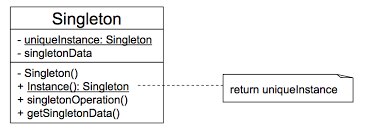 Singleton
- uniqueInstance: Singleton
- singletonData
- Singleton()
+ Instance(): Singleton
+ singletonOperation()
+ getSingletonData()
return uniqueInstance